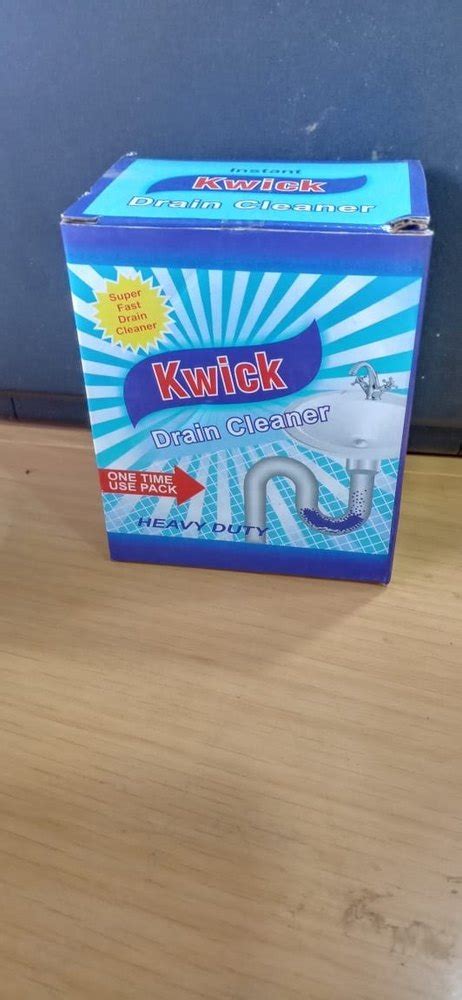 Instant
Kwick
Drain Cleaner
Super
Fast
Drain
Cleaner
Kwick
Drain Cleaner
ONE TIME
USE PACK
HEAVY DUTY